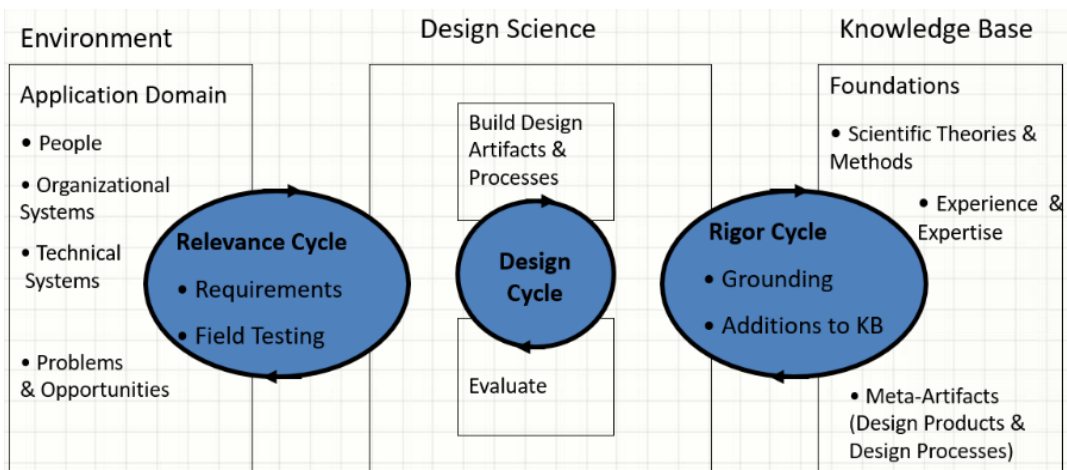 Environment
Design Science
Knowledge Base
Application Domain
• People
• Organizational
Systems
• Technical
Systems
• Problems
& Opportunities
Relevance Cycle
• Requirements
• Field Testing
Build Design
Artifacts &
Processes
Design
Cycle
Evaluate
Rigor Cycle
• Grounding
• Additions to KB
Foundations
• Scientific Theories &
Methods
• Experience &
Expertise
• Meta-Artifacts
(Design Products &
Design Processes)